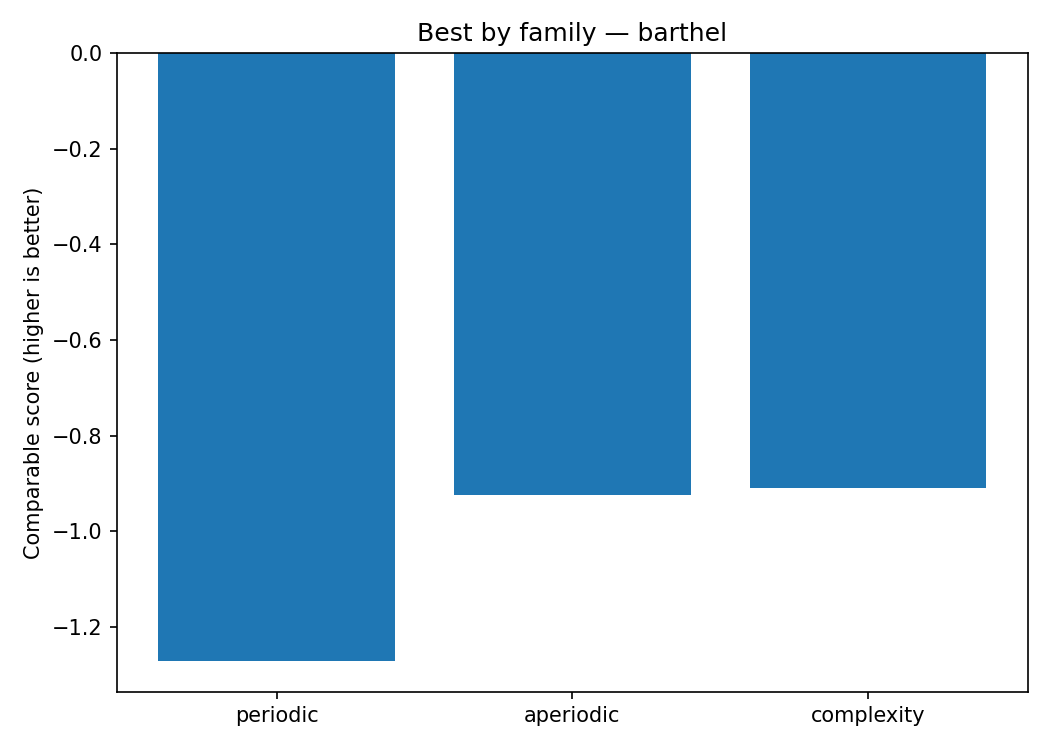 Best by family — barthel
Comparable score (higher is better)
0.0
−0.2
−0.4
−0.6
−0.8
−1.0
−1.2
periodic
aperiodic
complexity